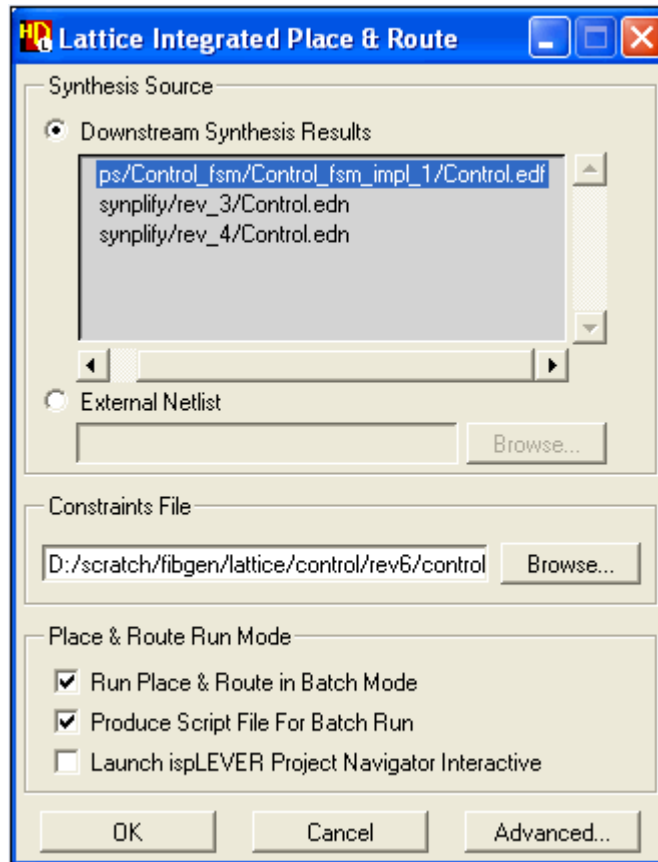 Lattice Integrated Place & Route
Synthesis Source
Downstream Synthesis Results
ps/Control_fsm/Control_fsm_impl_1/Control.edf
synplify/rev_3/Control.edn
synplify/rev_4/Control.edn
External Netlist
Browse...
Constraints File
D:/scratch/fibgen/lattice/control/rev6/control
Browse...
Place & Route Run Mode
Run Place & Route in Batch Mode
Produce Script File For Batch Run
Launch ispLEVER Project Navigator Interactive
OK Cancel Advanced...